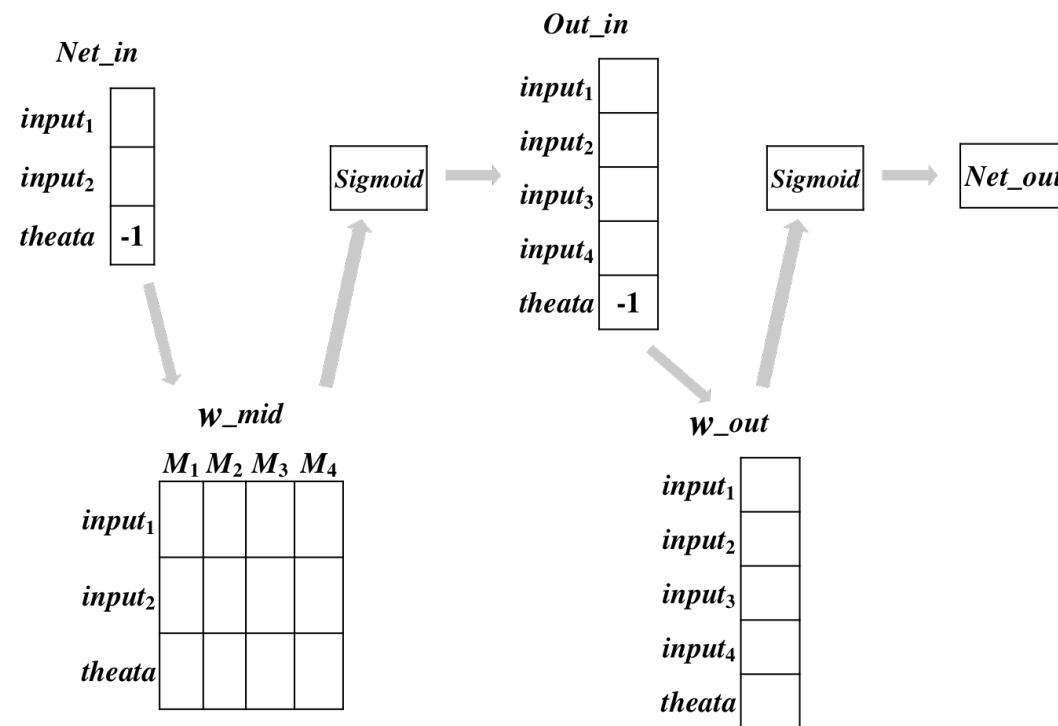 Net_in
input₁
input₂
theata -1
Sigmoid
w_mid
M₁ M₂ M₃ M₄
input₁
input₂
theata
Out_in
input₁
input₂
input₃
input₄
theata -1
w_out
input₁
input₂
input₃
input₄
theata
Sigmoid
Net_out